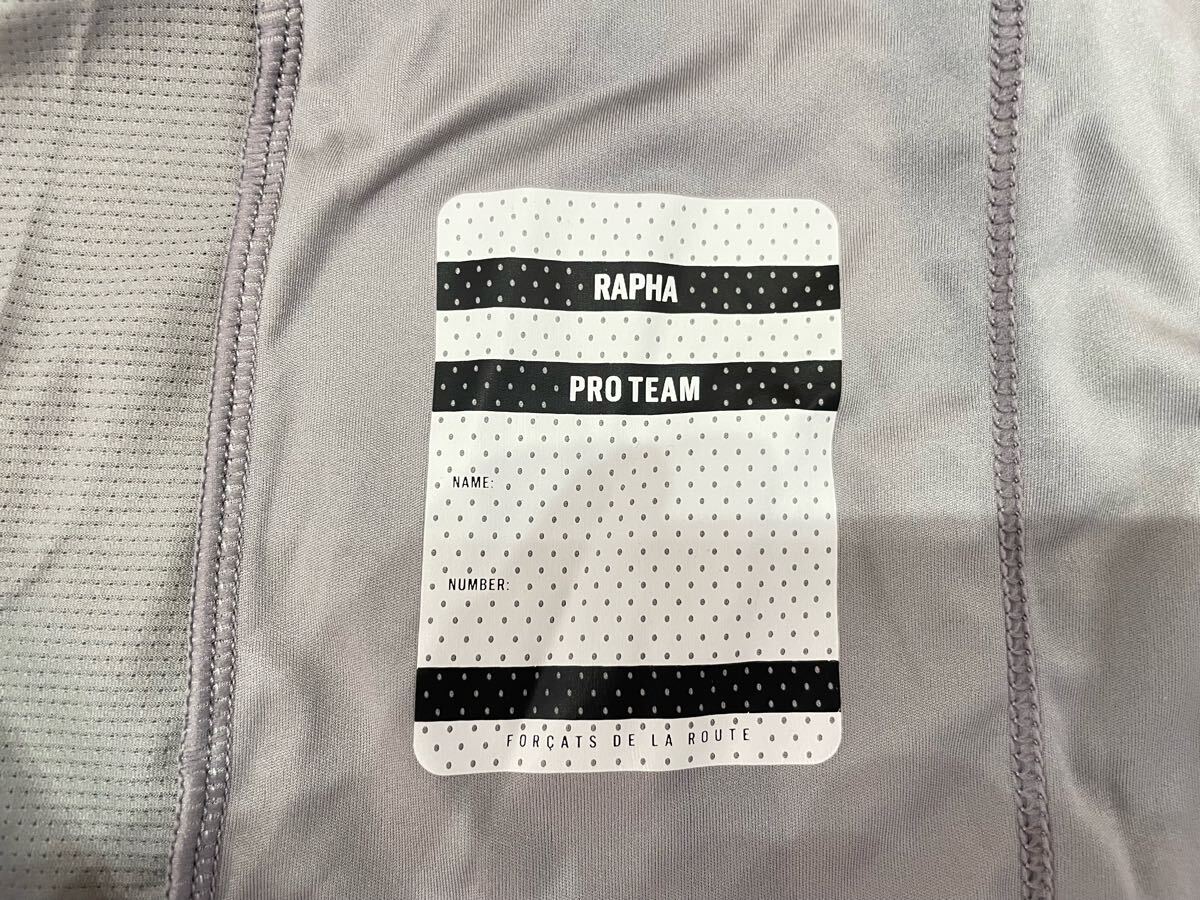 RAPHA
PRO TEAM
NAME:
NUMBER:
FORÇATS DE LA ROUTE